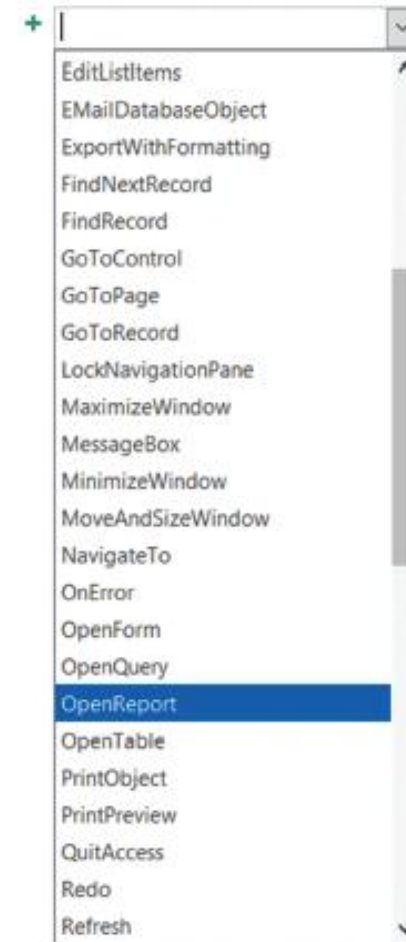 EditListItems
EMailDatabaseObject
ExportWithFormatting
FindNextRecord
FindRecord
GoToControl
GoToPage
GoToRecord
LockNavigationPane
MaximizeWindow
MessageBox
MinimizeWindow
MoveAndSizeWindow
NavigateTo
OnError
OpenForm
OpenQuery
OpenReport
OpenTable
PrintObject
PrintPreview
QuitAccess
Redo
Refresh